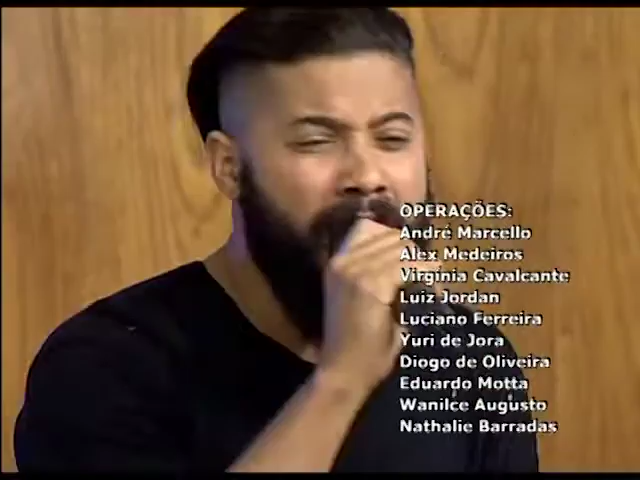 OPERAÇÕES:
André Marcello
Alex Medeiros
Virgínia Cavalcante
Luiz Jordan
Luciano Ferreira
Yuri de Jora
Diogo de Oliveira
Eduardo Motta
Wanilce Augusto
Nathalie Barradas